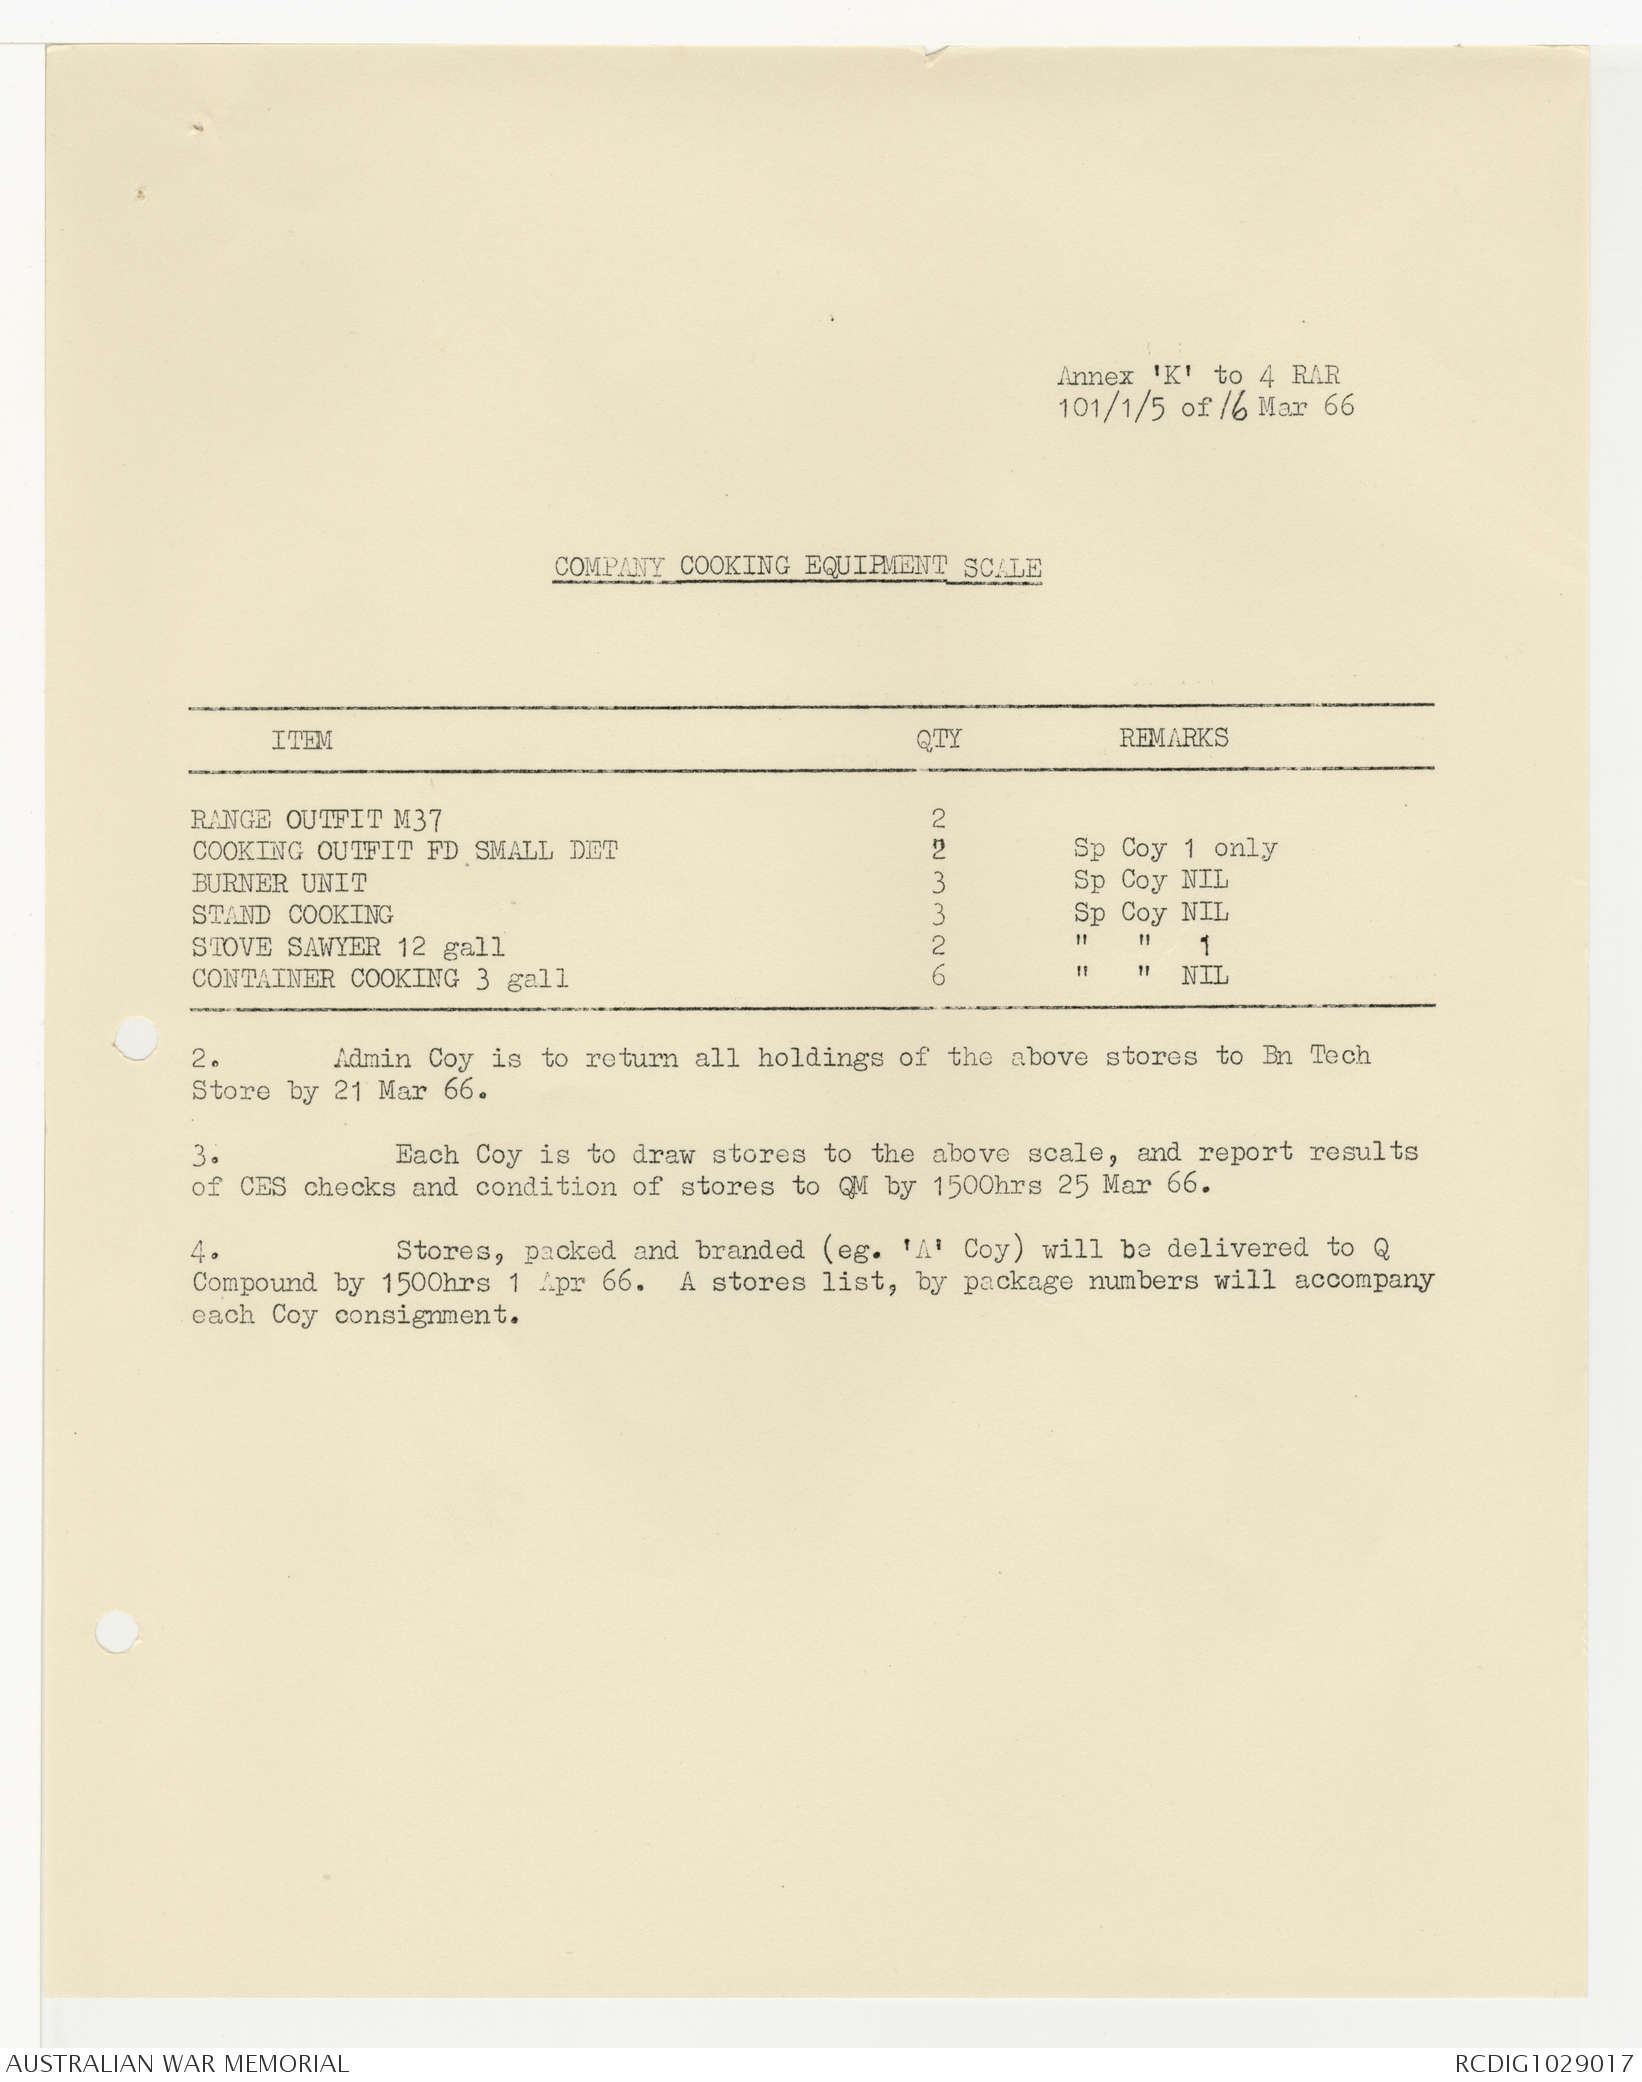 Annex 'K' to 4 RAR
101/1/5 of 16 Mar 66
COMPANY COOKING EQUIPMENT SCALE
ITEM QTY REMARKS
RANGE OUTFIT M37 2
COOKING OUTFIT FD SMALL DET 2 Sp Coy 1 only
BURNER UNIT 3 Sp Coy NIL
STAND COOKING 3 Sp Coy NIL
STOVE SAWYER 12 gall 2 " " 1
CONTAINER COOKING 3 gall 6 " " NIL
2. Admin Coy is to return all holdings of the above stores to Bn Tech
Store by 21 Mar 66.
3. Each Coy is to draw stores to the above scale, and report results
of CES checks and condition of stores to QM by 1500hrs 25 Mar 66.
4. Stores, packed and branded (eg. 'A' Coy) will be delivered to Q
Compound by 1500hrs 1 Apr 66. A stores list, by package numbers will accompany
each Coy consignment.
AUSTRALIAN WAR MEMORIAL RCDIG1029017